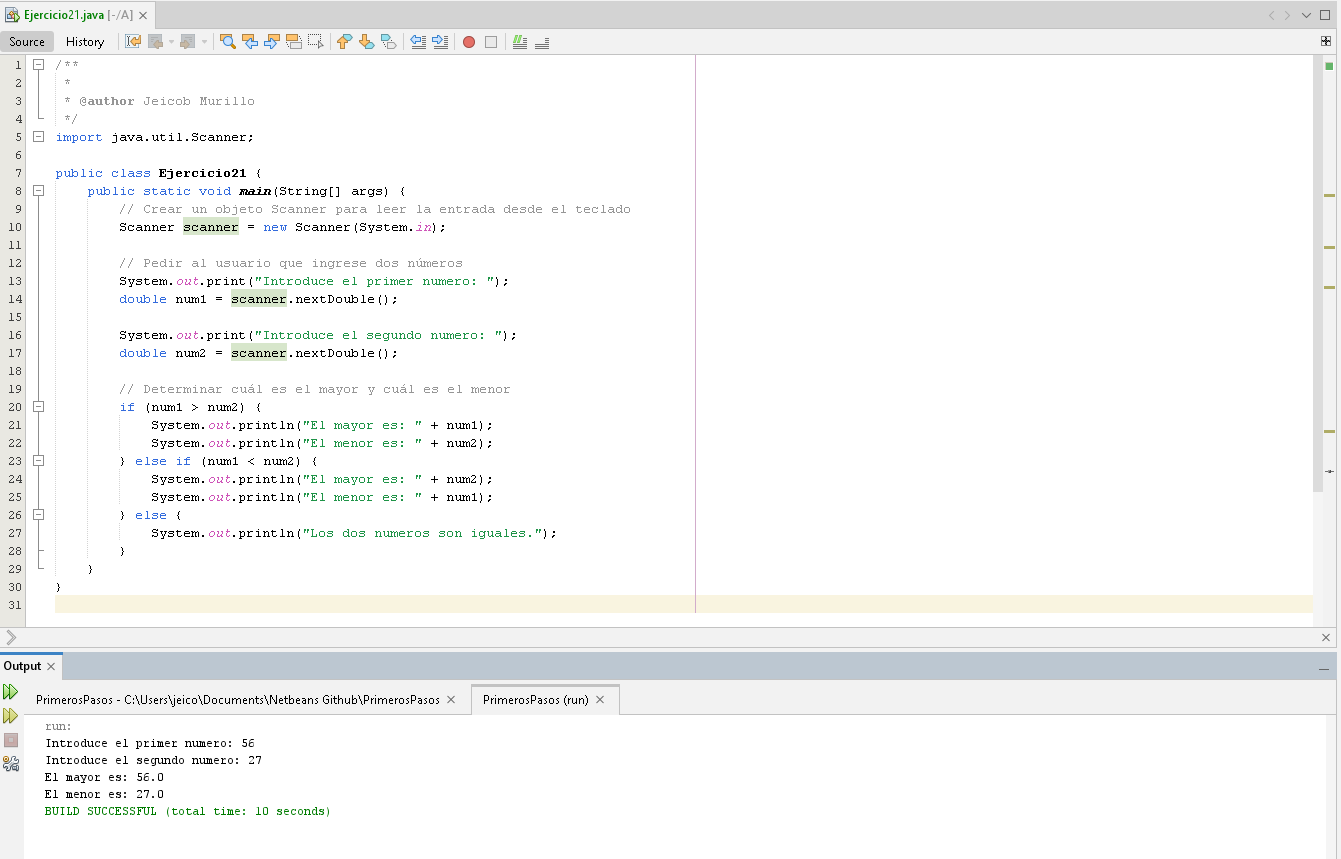 Ejercicio21.java [-/A]
Source History
1 /**
2 *
3 * @author Jeicob Murillo
4 */
5 import java.util.Scanner;
6
7 public class Ejercicio21 {
8 public static void main(String[] args) {
9 // Crear un objeto Scanner para leer la entrada desde el teclado
10 Scanner scanner = new Scanner(System.in);
11
12 // Pedir al usuario que ingrese dos números
13 System.out.print("Introduce el primer numero: ");
14 double num1 = scanner.nextDouble();
15
16 System.out.print("Introduce el segundo numero: ");
17 double num2 = scanner.nextDouble();
18
19 // Determinar cuál es el mayor y cuál es el menor
20 if (num1 > num2) {
21 System.out.println("El mayor es: " + num1);
22 System.out.println("El menor es: " + num2);
23 } else if (num1 < num2) {
24 System.out.println("El mayor es: " + num2);
25 System.out.println("El menor es: " + num1);
26 } else {
27 System.out.println("Los dos numeros son iguales.");
28 }
29 }
30 }
31
Output
PrimerosPasos - C:\Users\jeico\Documents\Netbeans Github\PrimerosPasos PrimerosPasos (run)
run:
Introduce el primer numero: 56
Introduce el segundo numero: 27
El mayor es: 56.0
El menor es: 27.0
BUILD SUCCESSFUL (total time: 10 seconds)